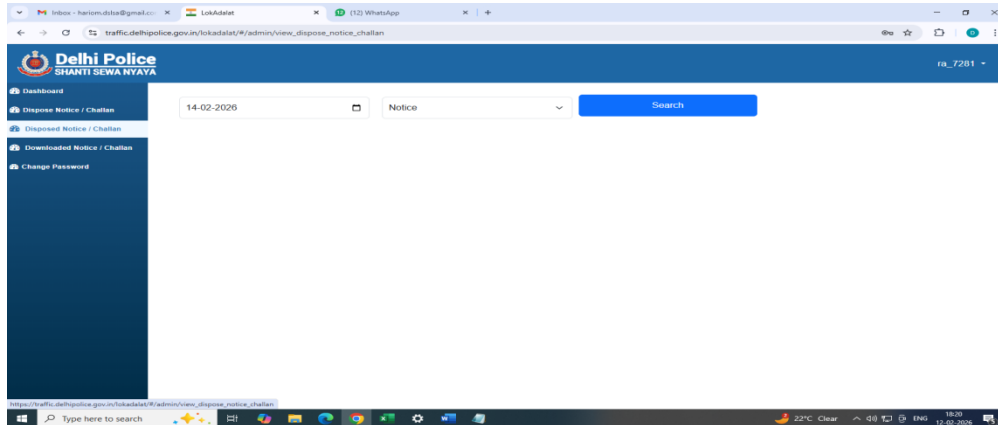 Inbox - hariom.dslsa@gmail.co
LokAdalat
(12) WhatsApp
traffic.delhipolice.gov.in/lokadalat/#/admin/view_dispose_notice_challan
Delhi Police
SHANTI SEWA NYAYA
ra_7281
Dashboard
Dispose Notice / Challan
Disposed Notice / Challan
Downloaded Notice / Challan
Change Password
14-02-2026
Notice
Search
https://traffic.delhipolice.gov.in/lokadalat/#/admin/view_dispose_notice_challan
Type here to search
22°C Clear
ENG
18:20
12-02-2026